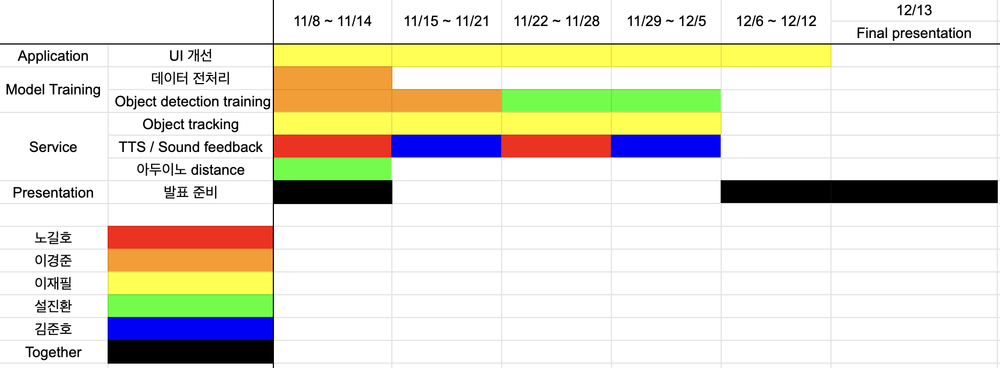 11/8 ~ 11/14
11/15 ~ 11/21
11/22 ~ 11/28
11/29 ~ 12/5
12/6 ~ 12/12
12/13
Final presentation
Application
UI 개선
Model Training
데이터 전처리
Object detection training
Service
Object tracking
TTS / Sound feedback
아두이노 distance
Presentation
발표 준비
노길호
이경준
이재필
설진환
김준호
Together